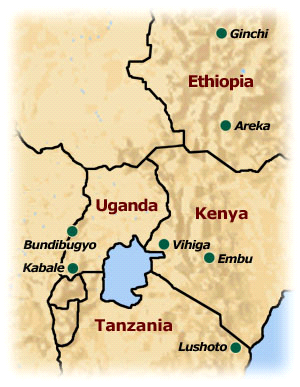 Ginchi
Ethiopia
Areka
Uganda
Kenya
Bundibugyo
Vihiga
Kabale
Embu
Tanzania
Lushoto